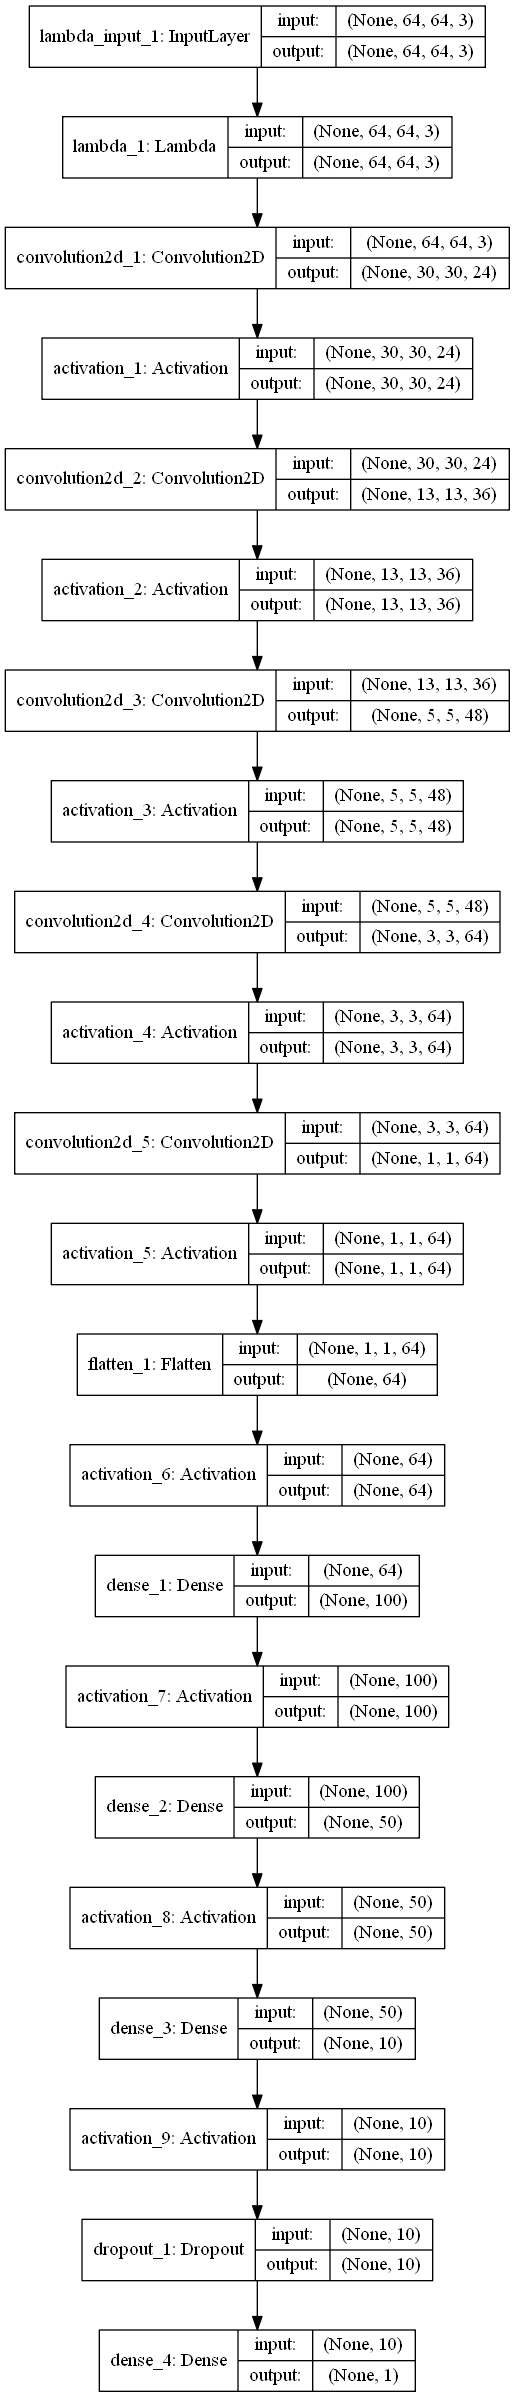 lambda_input_1: InputLayer
input: (None, 64, 64, 3)
output: (None, 64, 64, 3)
lambda_1: Lambda
input: (None, 64, 64, 3)
output: (None, 64, 64, 3)
convolution2d_1: Convolution2D
input: (None, 64, 64, 3)
output: (None, 30, 30, 24)
activation_1: Activation
input: (None, 30, 30, 24)
output: (None, 30, 30, 24)
convolution2d_2: Convolution2D
input: (None, 30, 30, 24)
output: (None, 13, 13, 36)
activation_2: Activation
input: (None, 13, 13, 36)
output: (None, 13, 13, 36)
convolution2d_3: Convolution2D
input: (None, 13, 13, 36)
output: (None, 5, 5, 48)
activation_3: Activation
input: (None, 5, 5, 48)
output: (None, 5, 5, 48)
convolution2d_4: Convolution2D
input: (None, 5, 5, 48)
output: (None, 3, 3, 64)
activation_4: Activation
input: (None, 3, 3, 64)
output: (None, 3, 3, 64)
convolution2d_5: Convolution2D
input: (None, 3, 3, 64)
output: (None, 1, 1, 64)
activation_5: Activation
input: (None, 1, 1, 64)
output: (None, 1, 1, 64)
flatten_1: Flatten
input: (None, 1, 1, 64)
output: (None, 64)
activation_6: Activation
input: (None, 64)
output: (None, 64)
dense_1: Dense
input: (None, 64)
output: (None, 100)
activation_7: Activation
input: (None, 100)
output: (None, 100)
dense_2: Dense
input: (None, 100)
output: (None, 50)
activation_8: Activation
input: (None, 50)
output: (None, 50)
dense_3: Dense
input: (None, 50)
output: (None, 10)
activation_9: Activation
input: (None, 10)
output: (None, 10)
dropout_1: Dropout
input: (None, 10)
output: (None, 10)
dense_4: Dense
input: (None, 10)
output: (None, 1)